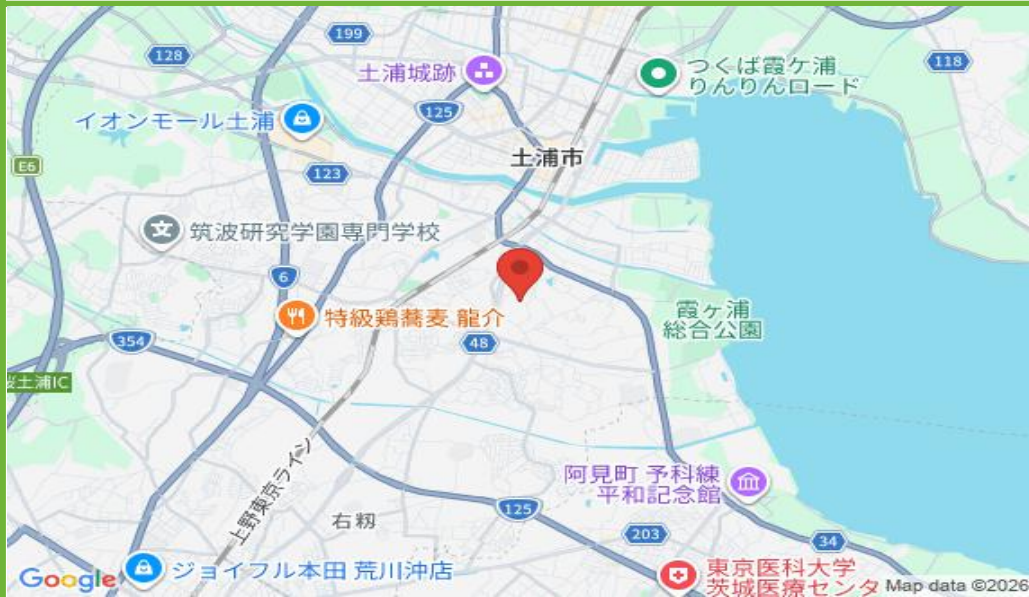 199
128
118
土浦城跡
つくば霞ケ浦
りんりんロード
125
イオンモール土浦
土浦市
E6
123
筑波研究学園専門学校
6
特級鶏蕎麦 龍介
霞ヶ浦
総合公園
354
48
桜土浦IC
上野東京ライン
阿見町 予科練
平和記念館
125
右籾
203
34
ジョイフル本田 荒川沖店
東京医科大学
茨城医療センタ
Google
Map data ©2026